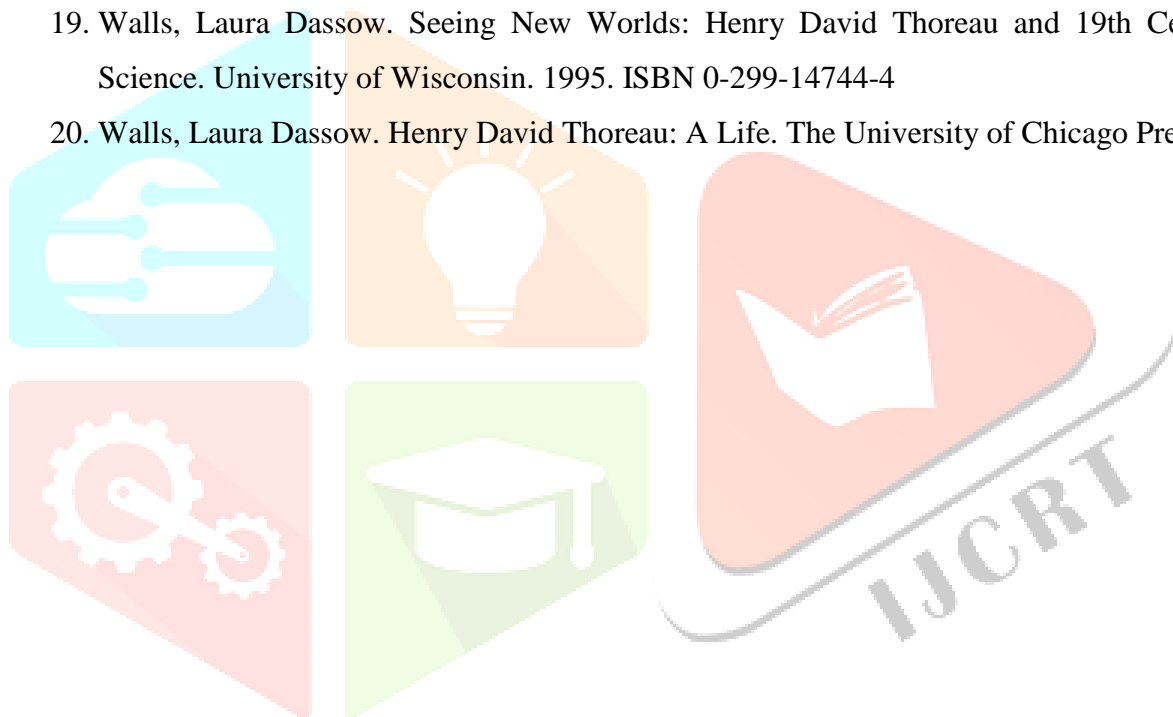 19. Walls, Laura Dassow. Seeing New Worlds: Henry David Thoreau and 19th Ce
Science. University of Wisconsin. 1995. ISBN 0-299-14744-4
20. Walls, Laura Dassow. Henry David Thoreau: A Life. The University of Chicago Pre
IJCRT